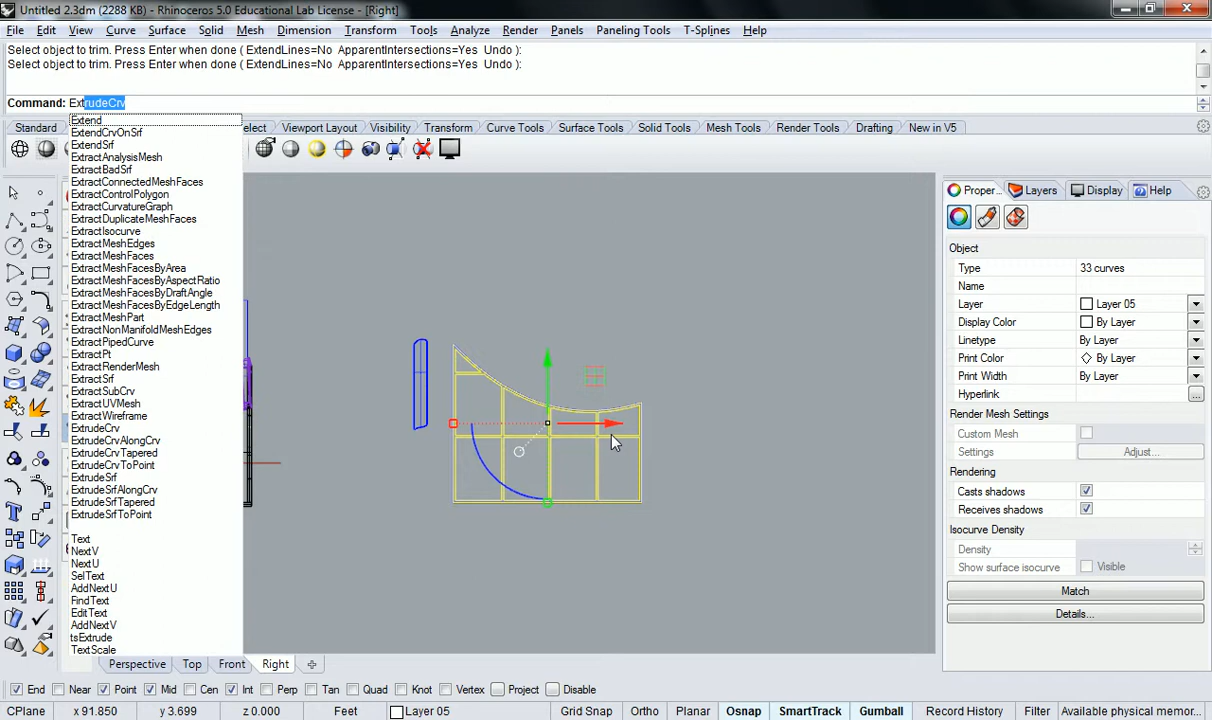 Untitled 2.3dm (2288 KB) - Rhinoceros 5.0 Educational Lab License - [Right]
File Edit View Curve Surface Solid Mesh Dimension Transform Tools Analyze Render Panels Paneling Tools T-Splines Help
Select object to trim. Press Enter when done ( ExtendLines=No ApparentIntersections=Yes Undo ):
Select object to trim. Press Enter when done ( ExtendLines=No ApparentIntersections=Yes Undo ):
Command: ExtrudeCrv
Standard elect Viewport Layout Visibility Transform Curve Tools Surface Tools Solid Tools Mesh Tools Render Tools Drafting New in V5
Extend
ExtendCrvOnSrf
ExtendSrf
ExtractAnalysisMesh
ExtractBadSrf
ExtractConnectedMeshFaces
ExtractControlPolygon
ExtractCurvatureGraph
ExtractDuplicateMeshFaces
ExtractIsocurve
ExtractMeshEdges
ExtractMeshFaces
ExtractMeshFacesByArea
ExtractMeshFacesByAspectRatio
ExtractMeshFacesByDraftAngle
ExtractMeshFacesByEdgeLength
ExtractMeshPart
ExtractNonManifoldMeshEdges
ExtractPipedCurve
ExtractPt
ExtractRenderMesh
ExtractSrf
ExtractSubCrv
ExtractUVMesh
ExtractWireframe
ExtrudeCrv
ExtrudeCrvAlongCrv
ExtrudeCrvTapered
ExtrudeCrvToPoint
ExtrudeSrf
ExtrudeSrfAlongCrv
ExtrudeSrfTapered
ExtrudeSrfToPoint
Text
NextV
NextU
SelText
AddNextU
FindText
EditText
AddNextV
tsExtrude
TextScale
Proper... Layers Display Help
Object
Type 33 curves
Name
Layer Layer 05
Display Color By Layer
Linetype By Layer
Print Color By Layer
Print Width By Layer
Hyperlink ...
Render Mesh Settings
Custom Mesh
Settings Adjust...
Rendering
Casts shadows
Receives shadows
Isocurve Density
Density
Show surface isocurve Visible
Match
Details...
Perspective Top Front Right
End Near Point Mid Cen Int Perp Tan Quad Knot Vertex Project Disable
CPlane x 91.850 y 3.699 z 0.000 Feet Layer 05 Grid Snap Ortho Planar Osnap SmartTrack Gumball Record History Filter Available physical memor...